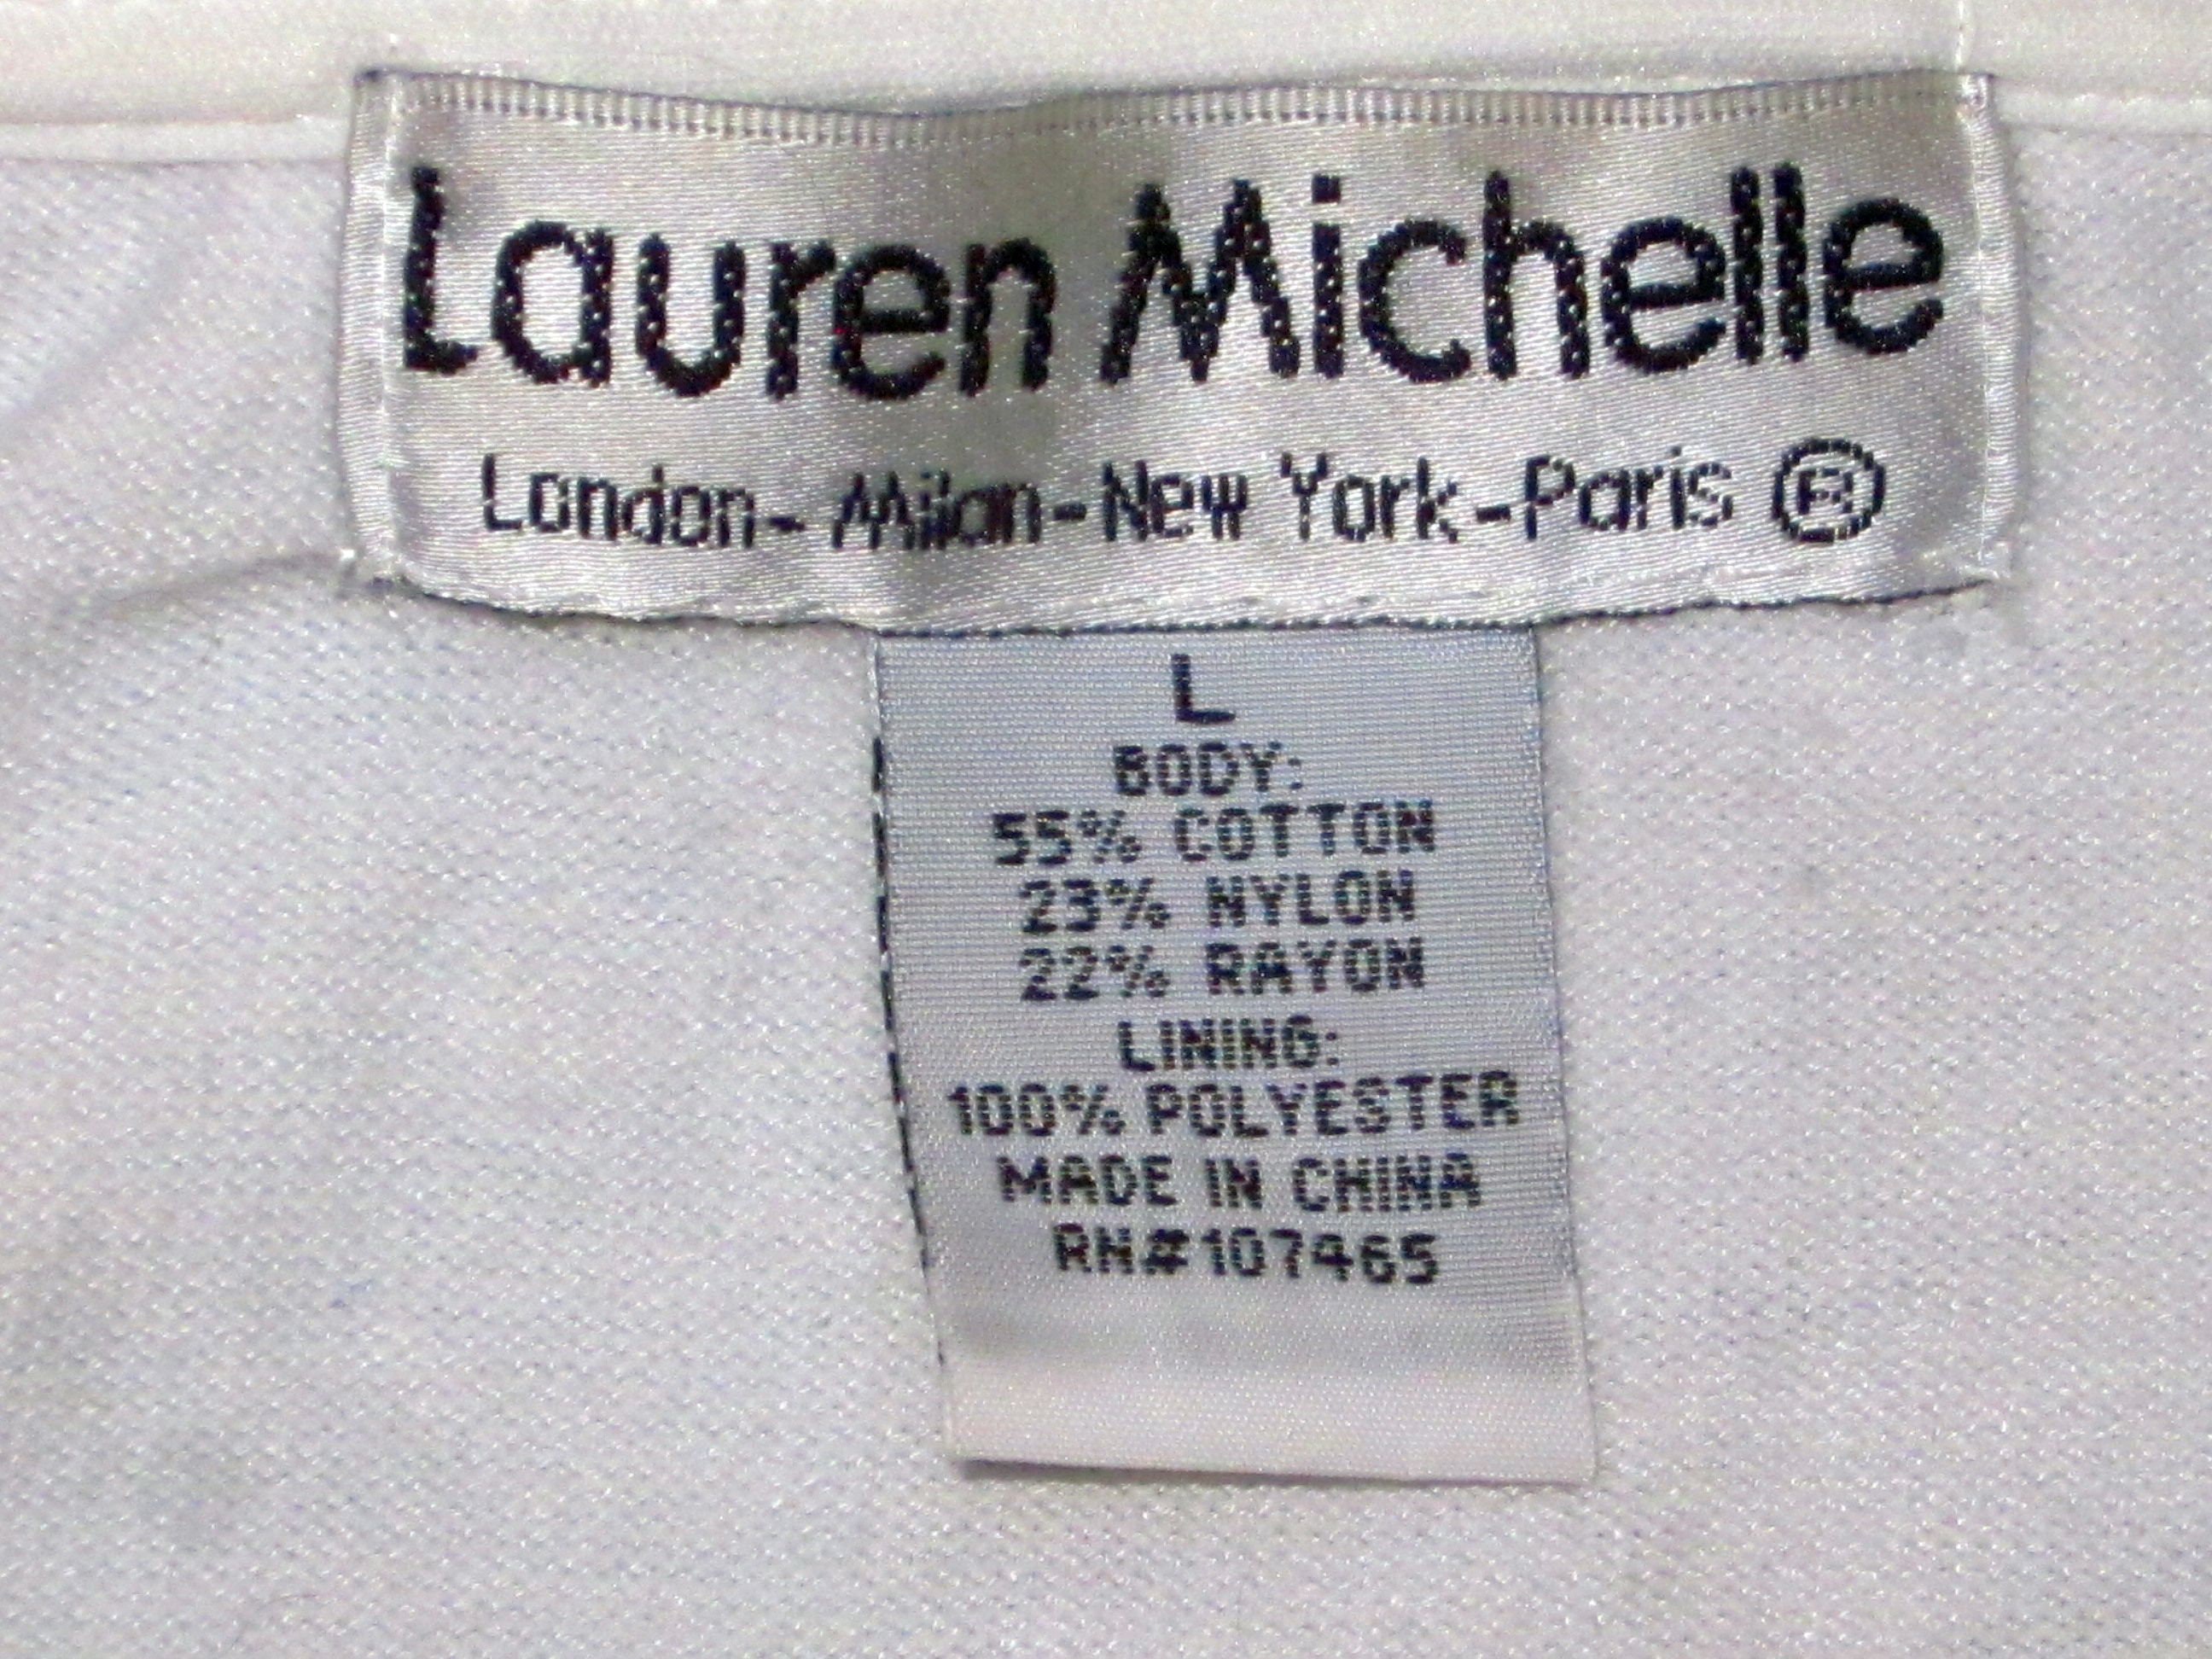 Lauren Michelle
London- Milan-New York-Paris ®
L
BODY:
55% COTTON
23% NYLON
22% RAYON
LINING:
100% POLYESTER
MADE IN CHINA
RN#107465